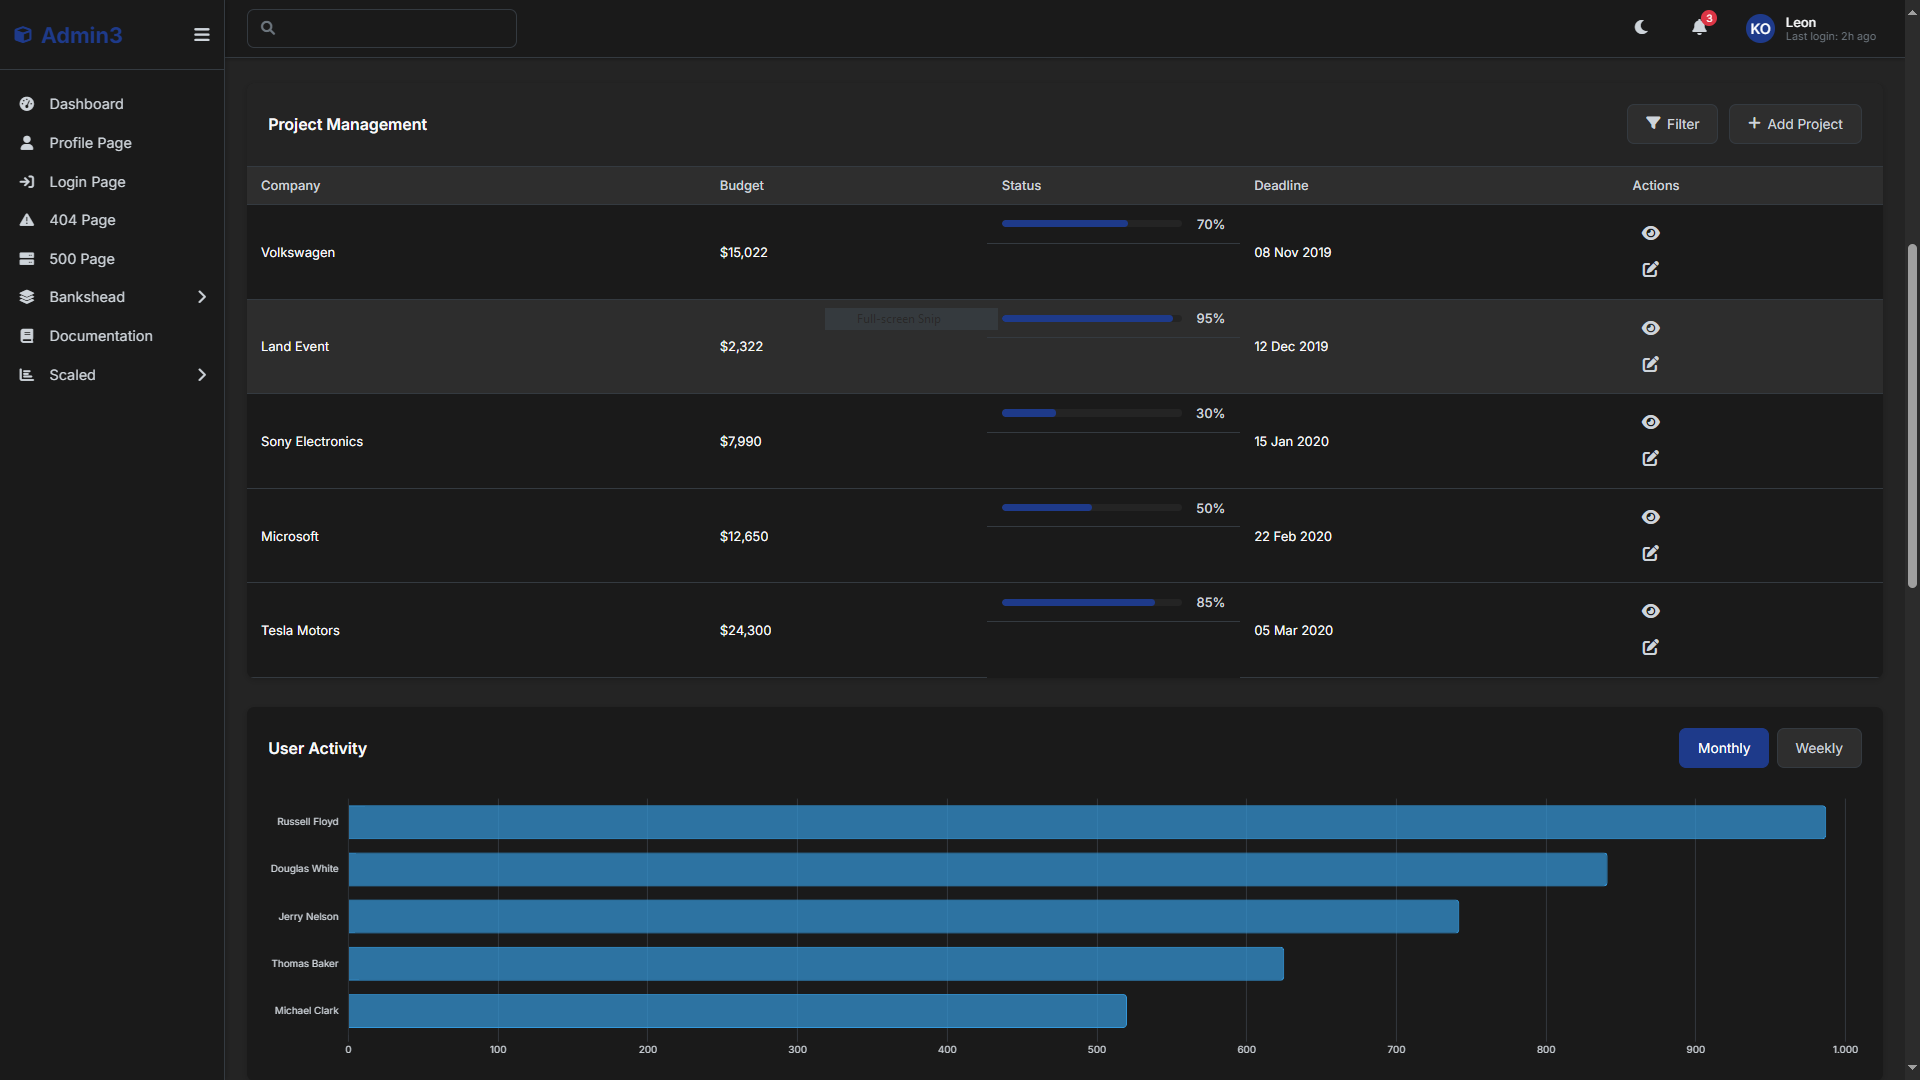 Admin3
Dashboard
Profile Page
Login Page
404 Page
500 Page
Bankshead
Documentation
Scaled
3
KO
Leon
Last login: 2h ago
Project Management
Filter
Add Project
Company Budget Status Deadline Actions
Volkswagen $15,022 70% 08 Nov 2019
Full-screen Snip
Land Event $2,322 95% 12 Dec 2019
Sony Electronics $7,990 30% 15 Jan 2020
Microsoft $12,650 50% 22 Feb 2020
Tesla Motors $24,300 85% 05 Mar 2020
User Activity
Monthly
Weekly
Russell Floyd
Douglas White
Jerry Nelson
Thomas Baker
Michael Clark
0 100 200 300 400 500 600 700 800 900 1.000